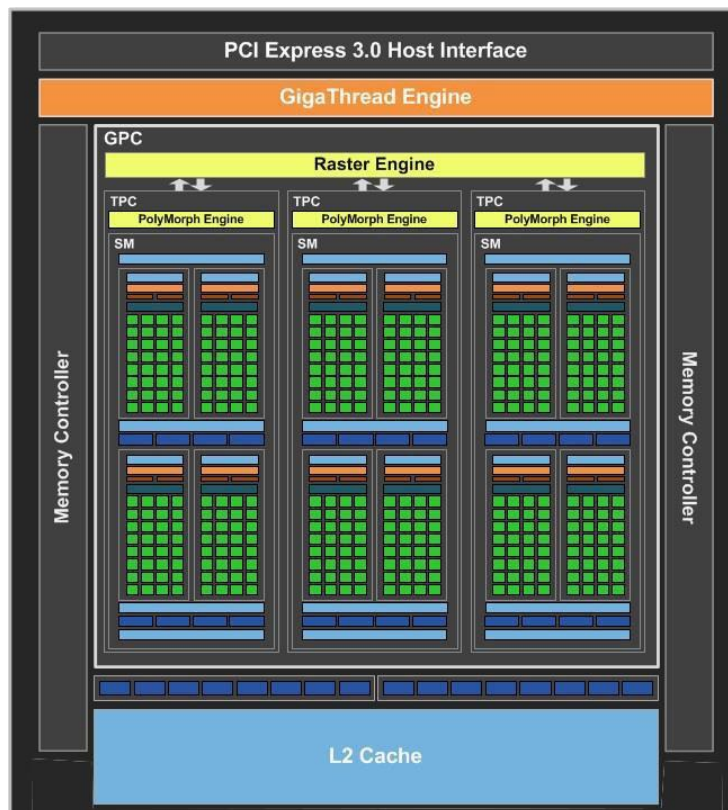 PCI Express 3.0 Host Interface
GigaThread Engine
GPC
Raster Engine
TPC
TPC
TPC
PolyMorph Engine
PolyMorph Engine
PolyMorph Engine
SM
SM
SM
Memory Controller
Memory Controller
L2 Cache